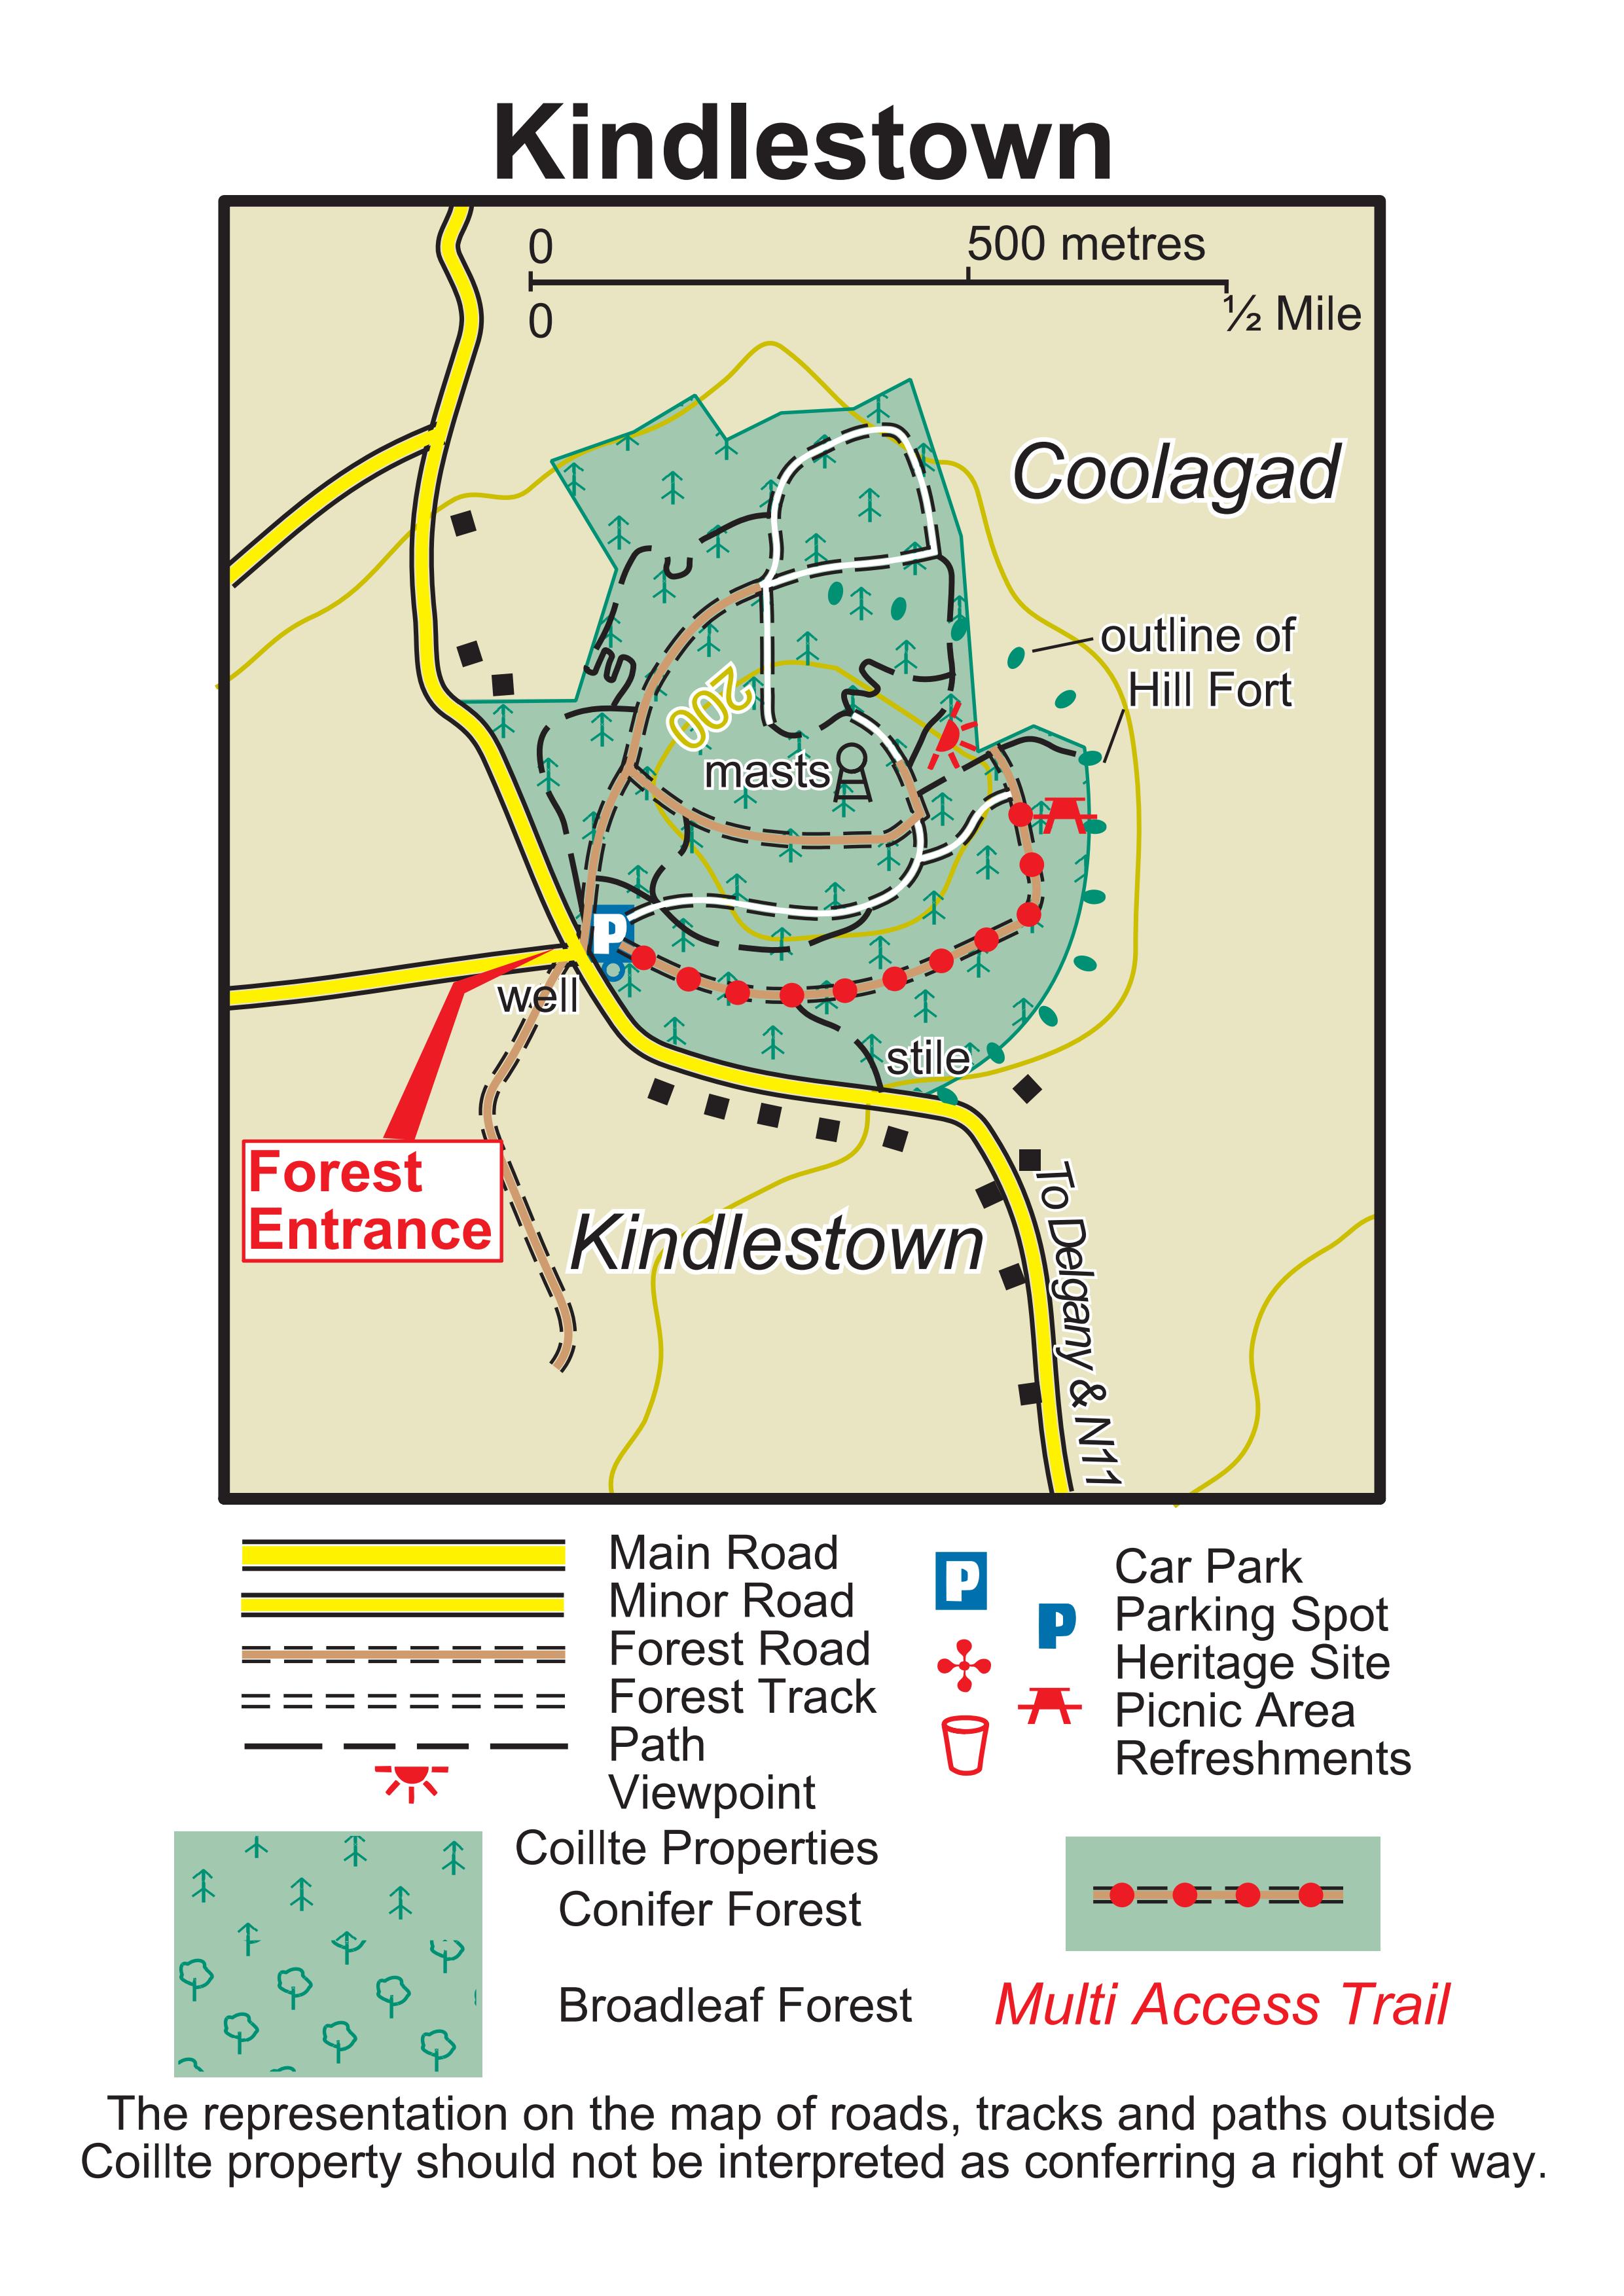 Kindlestown
0
500 metres
0
½ Mile
Coolagad
outline of
Hill Fort
200
masts
P
well
stile
Forest
Entrance
Kindlestown
To Delgany & N11
Main Road
Minor Road
Forest Road
Forest Track
Path
Viewpoint
P
Car Park
P
Parking Spot
Heritage Site
Picnic Area
Refreshments
Coillte Properties
Conifer Forest
Broadleaf Forest
Multi Access Trail
The representation on the map of roads, tracks and paths outside
Coillte property should not be interpreted as conferring a right of way.